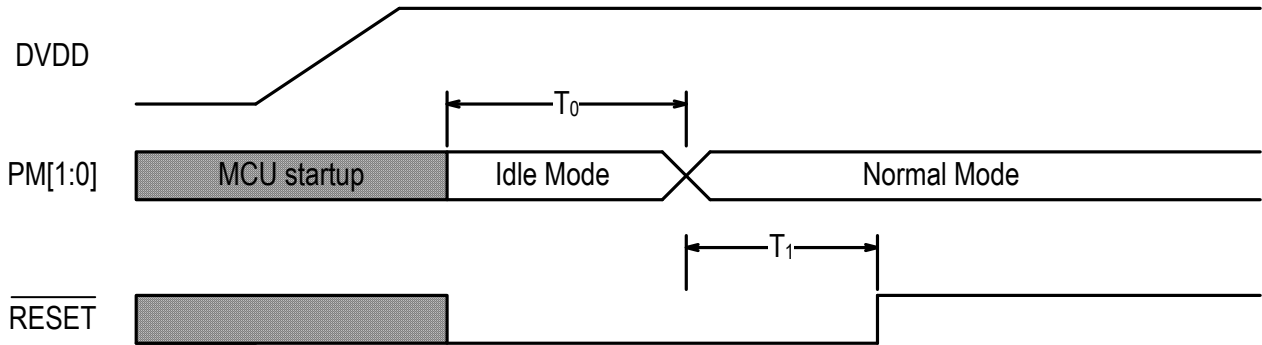 DVDD
T₀
PM[1:0] MCU startup Idle Mode Normal Mode
T₁
RESET